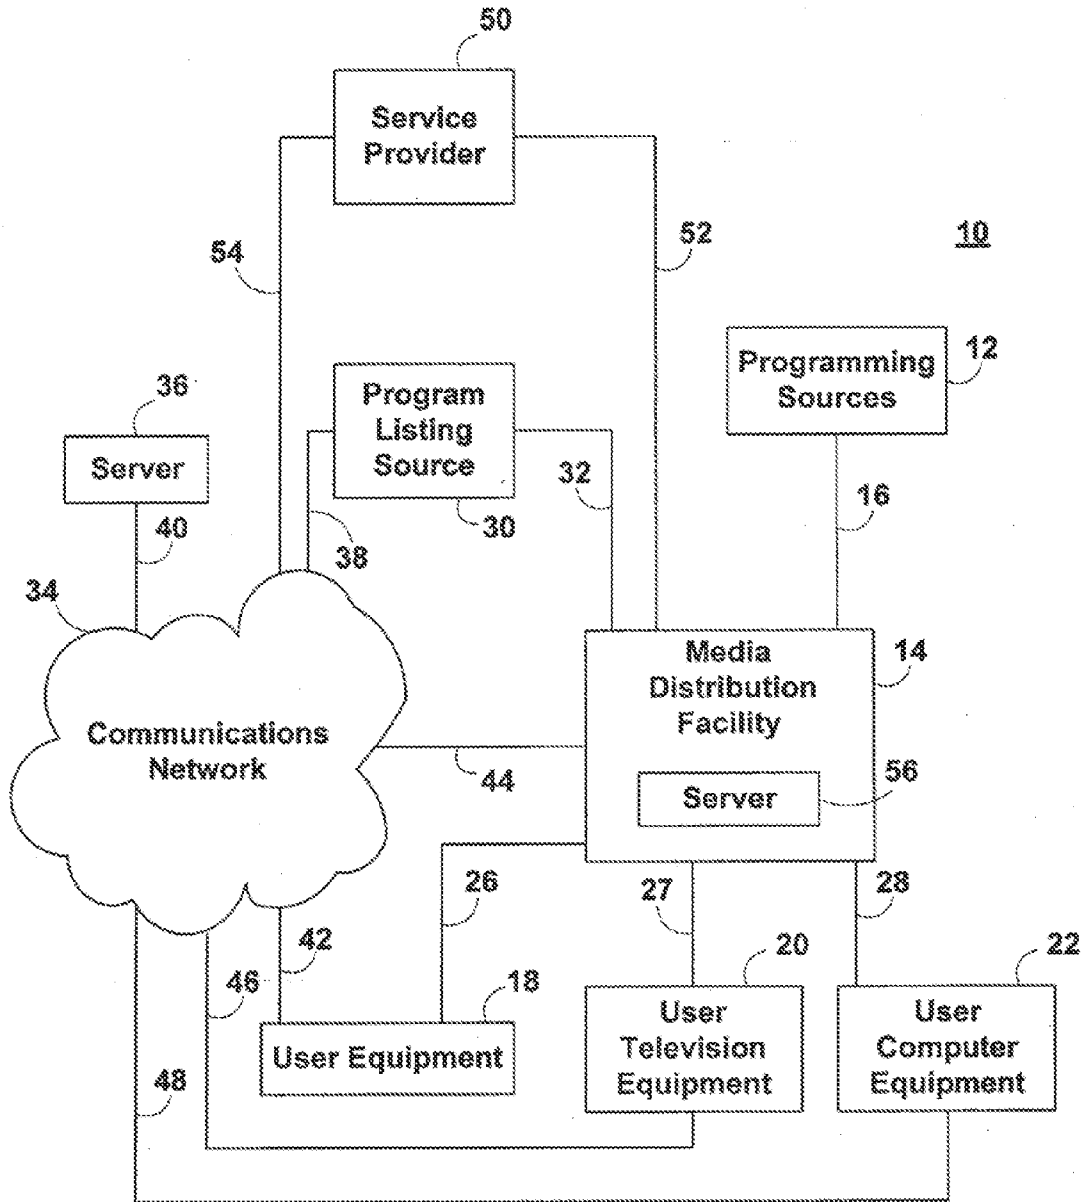 50
Service
Provider
54
52
10
Programming
Sources
12
36
Program
Listing
Source
Server
32
16
40
38
30
34
Media
Distribution
Facility
14
Communications
Network
44
Server
56
26
27
28
42
20
22
46
18
User
Television
Equipment
User
Computer
Equipment
User Equipment
48